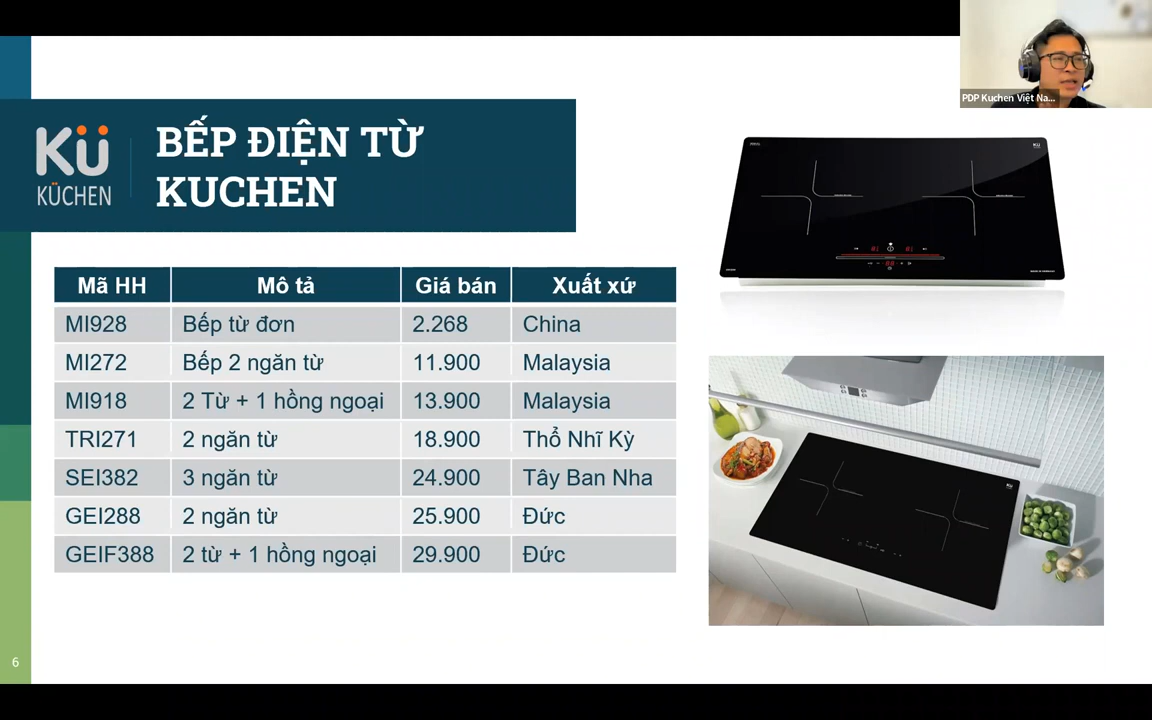 PDP Kuchen Việt Na...
KÜ
KÜCHEN
BẾP ĐIỆN TỪ
KUCHEN
Mã HH Mô tả Giá bán Xuất xứ
MI928 Bếp từ đơn 2.268 China
MI272 Bếp 2 ngăn từ 11.900 Malaysia
MI918 2 Từ + 1 hồng ngoại 13.900 Malaysia
TRI271 2 ngăn từ 18.900 Thổ Nhĩ Kỳ
SEI382 3 ngăn từ 24.900 Tây Ban Nha
GEI288 2 ngăn từ 25.900 Đức
GEIF388 2 từ + 1 hồng ngoại 29.900 Đức
KÜ
KÜ
6